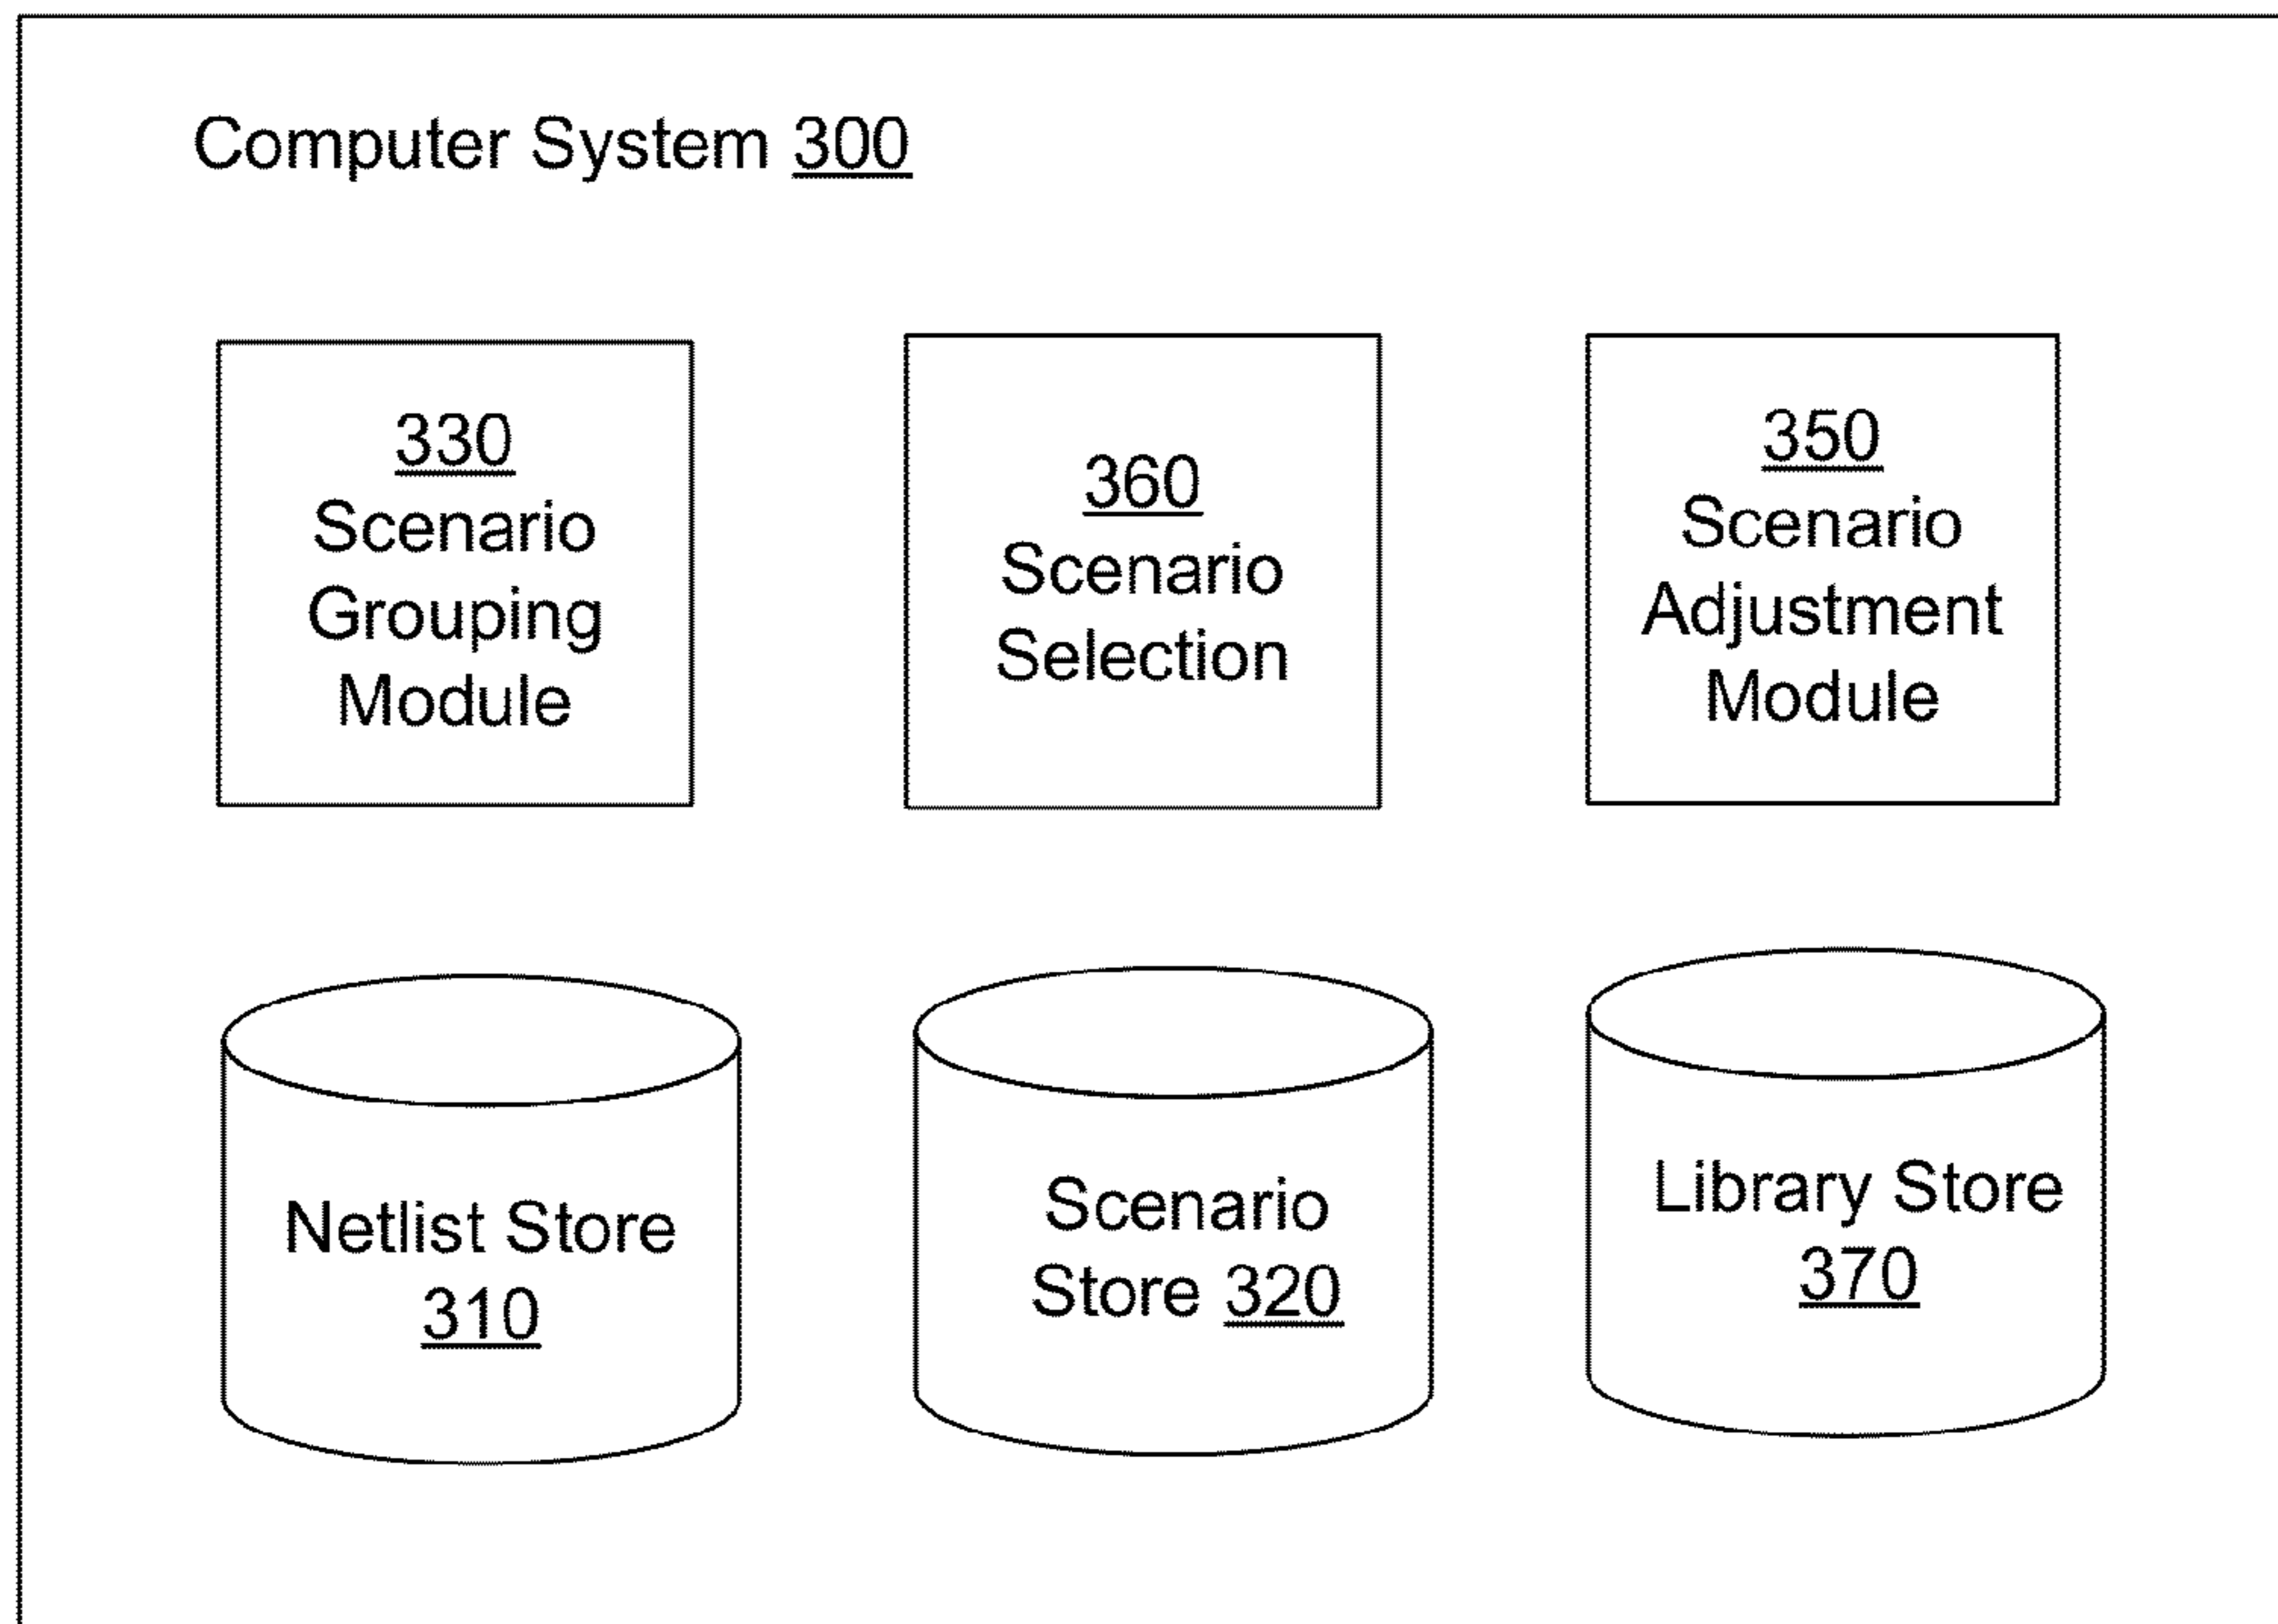 Computer System 300
330
Scenario
Grouping
Module
360
Scenario
Selection
350
Scenario
Adjustment
Module
Netlist Store
310
Scenario
Store 320
Library Store
370